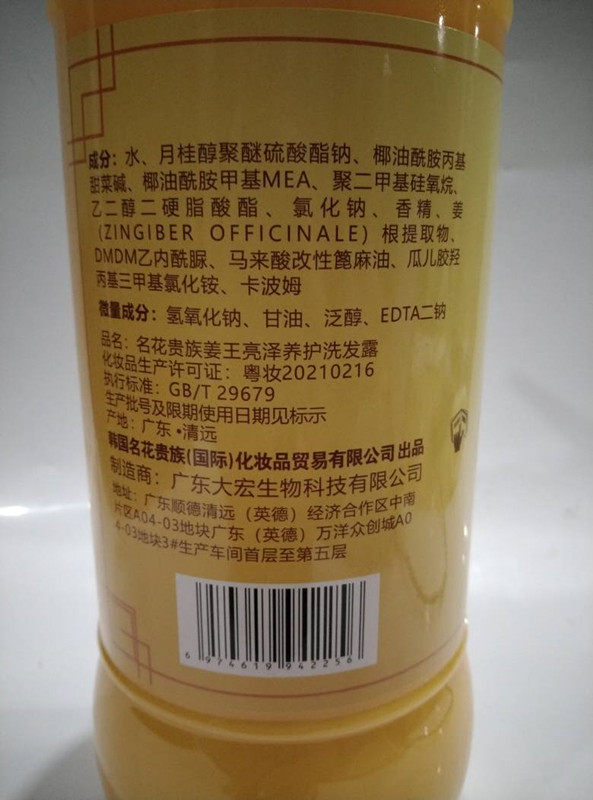 成分：水、月桂醇聚醚硫酸酯钠、椰油酰胺丙基
甜菜碱、椰油酰胺甲基MEA、聚二甲基硅氧烷、
乙二醇二硬脂酸酯、氯化钠、香精、姜
(ZINGIBER OFFICINALE) 根提取物、
DMDM乙内酰脲、马来酸改性蓖麻油、瓜儿胶羟
丙基三甲基氯化铵、卡波姆
微量成分：氢氧化钠、甘油、泛醇、EDTA二钠
品名：名花贵族姜王亮泽养护洗发露
化妆品生产许可证：粤妆20210216
执行标准：GB/T 29679
生产批号及限期使用日期见标示
产地：广东•清远
韩国名花贵族(国际)化妆品贸易有限公司 出品
制造商：广东大宏生物科技有限公司
地址：广东顺德清远（英德）经济合作区中南
片区A04-03地块广东（英德）万洋众创城A0
4-03地块3#生产车间首层至第五层
6 974619 942256